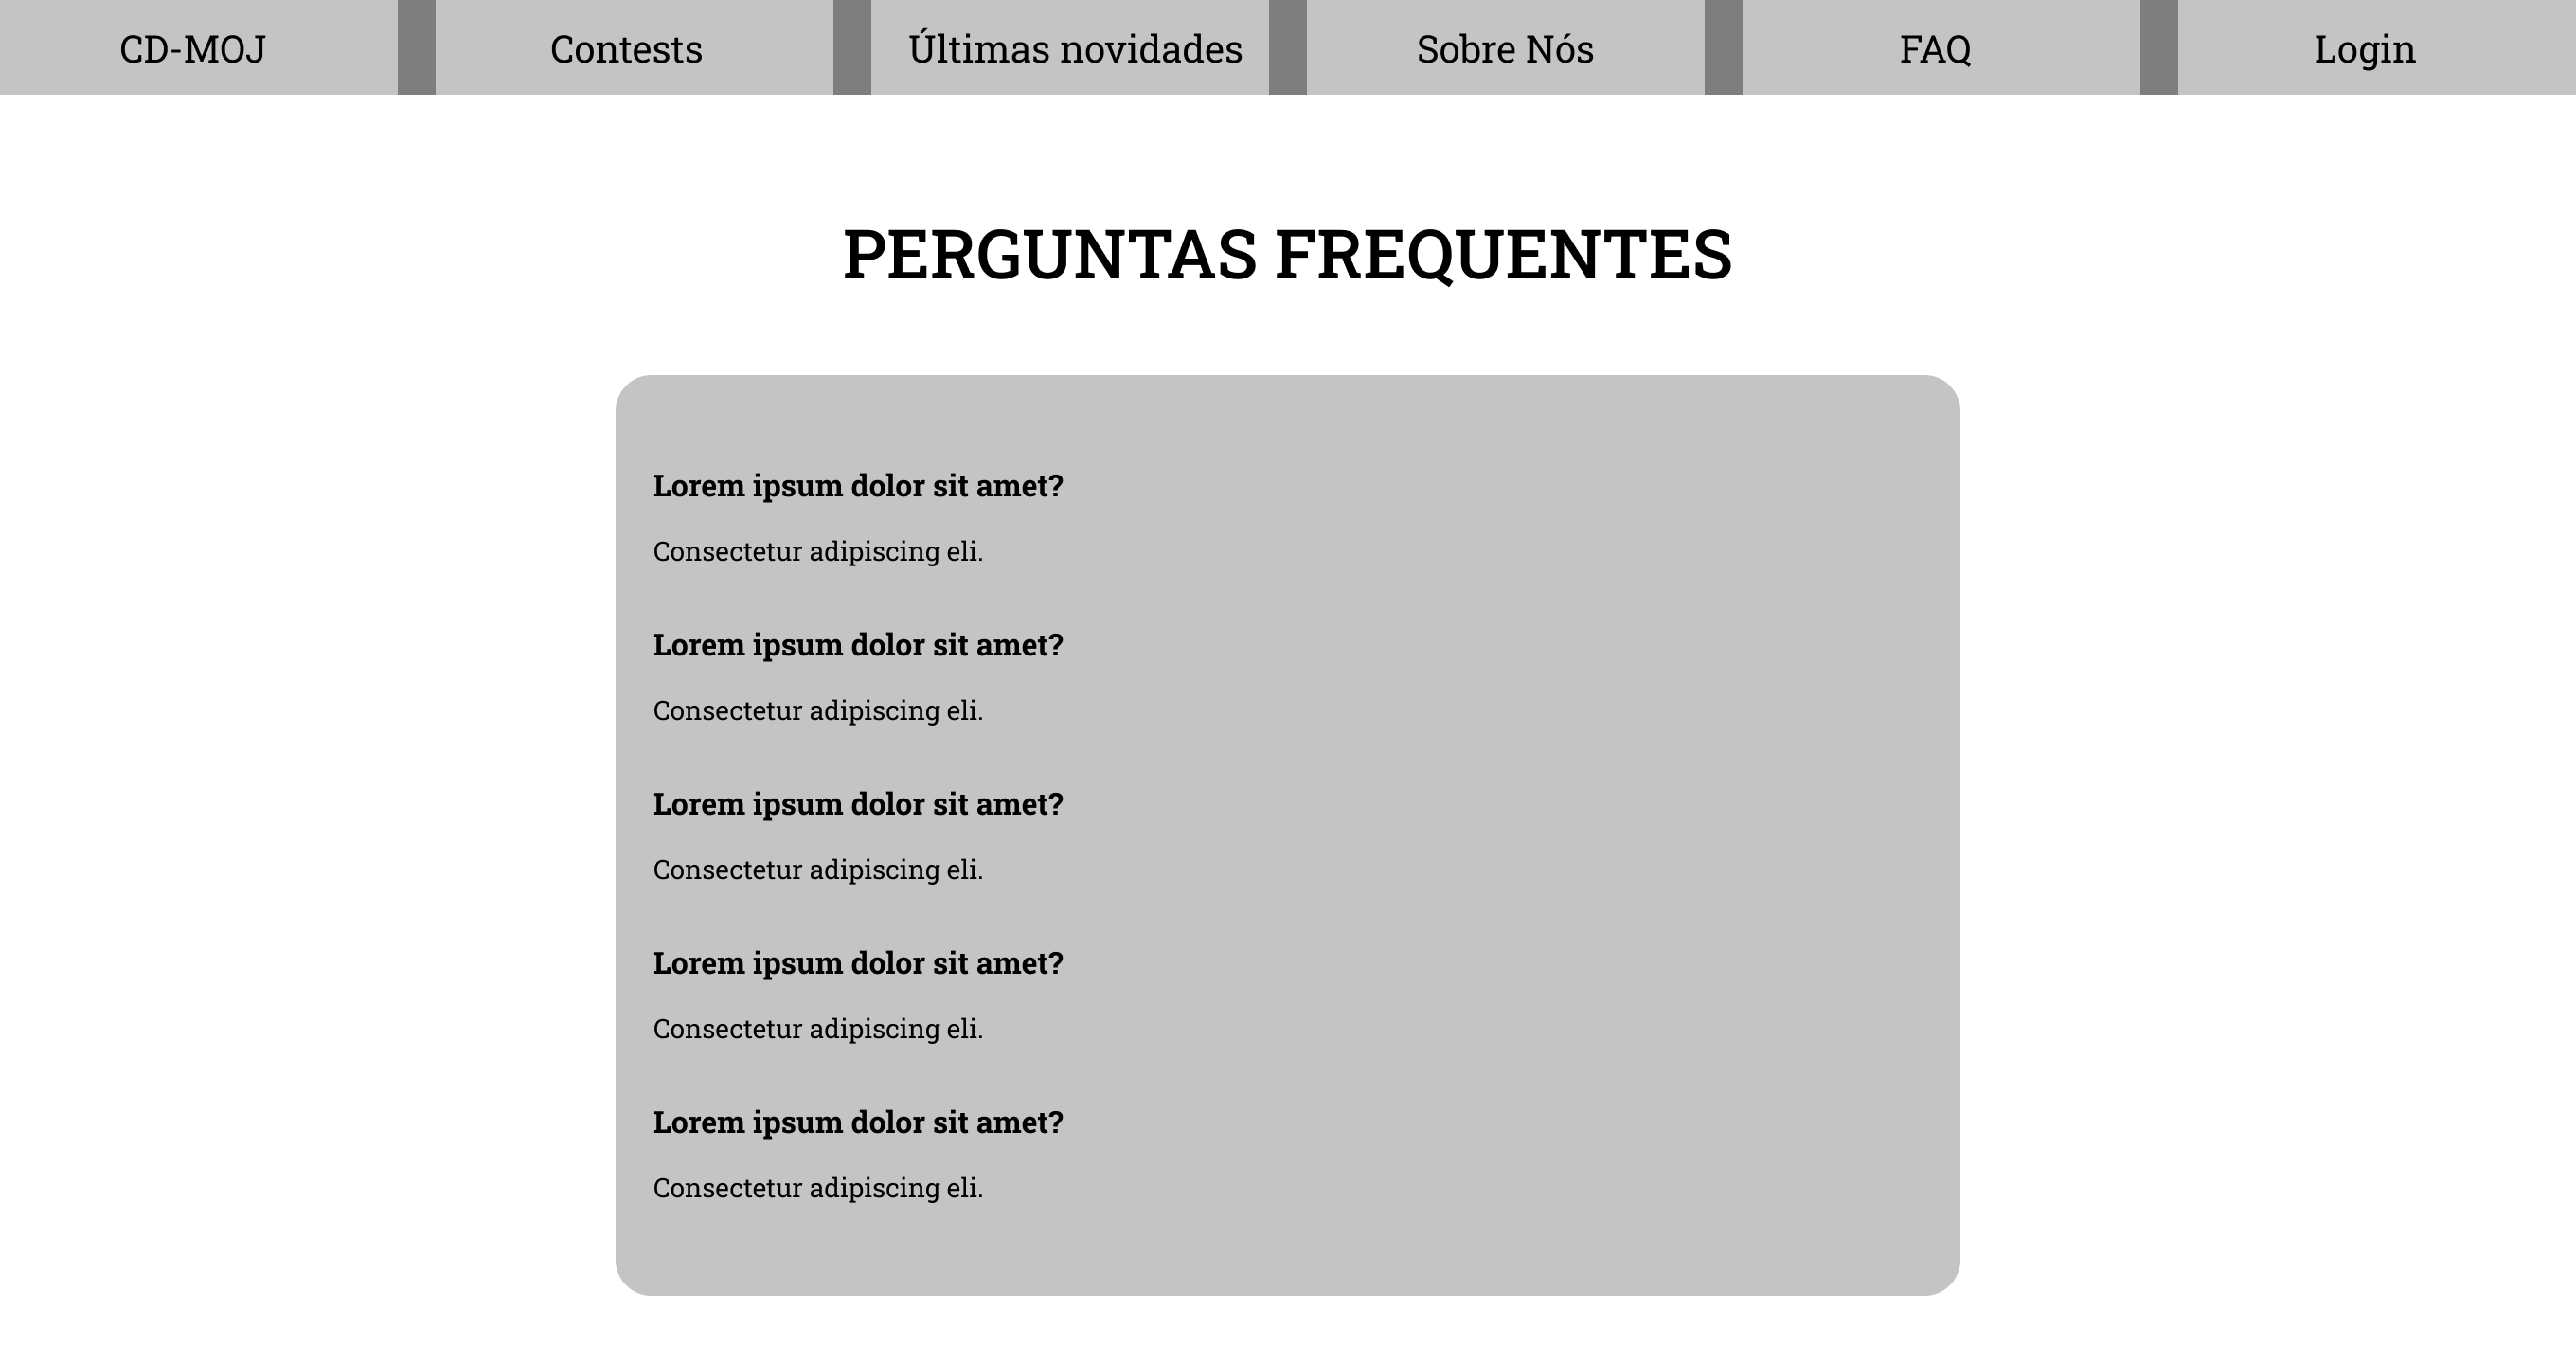 CD-MOJ Contests Últimas novidades Sobre Nós FAQ Login
PERGUNTAS FREQUENTES
Lorem ipsum dolor sit amet?
Consectetur adipiscing eli.
Lorem ipsum dolor sit amet?
Consectetur adipiscing eli.
Lorem ipsum dolor sit amet?
Consectetur adipiscing eli.
Lorem ipsum dolor sit amet?
Consectetur adipiscing eli.
Lorem ipsum dolor sit amet?
Consectetur adipiscing eli.